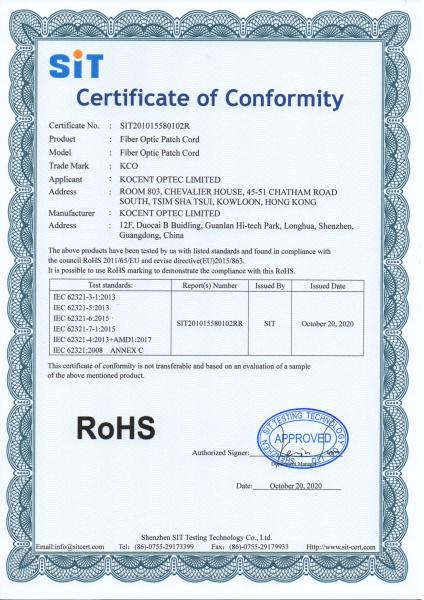 SiT
Certificate of Conformity
Certificate No. : SIT201015580102R
Product : Fiber Optic Patch Cord
Model : Fiber Optic Patch Cord
Trade Mark : KCO
Applicant : KOCENT OPTEC LIMITED
Address : ROOM 803, CHEVALIER HOUSE, 45-51 CHATHAM ROAD
SOUTH, TSIM SHA TSUI, KOWLOON, HONG KONG
Manufacturer : KOCENT OPTEC LIMITED
Address : 12F, Duocai B Buidling, Guanlan Hi-tech Park, Longhua, Shenzhen,
Guangdong, China
The above products have been tested by us with listed standards and found in compliance with
the council RoHS 2011/65/EU and revise directive(EU)2015/863.
It is possible to use RoHS marking to demonstrate the compliance with this RoHS.
Test standards: Report(s) Number Issued By Issued Date
IEC 62321-3-1:2013
IEC 62321-5:2013
IEC 62321-6:2015
IEC 62321-7-1:2015
IEC 62321-4:2013+AMD1:2017
IEC 62321:2008 ANNEX C
SIT201015580102RR SIT October 20, 2020
This certificate of conformity is not transferable and based on an evaluation of a sample
of the above mentioned product.
RoHS
SHENZHEN SIT TESTING TECHNOLOGY CO., LTD
APPROVED
Authorized Signer:
Department Manager
Date: October 20, 2020
Shenzhen SIT Testing Technology Co., Ltd.
Email:info@sitcert.com Tel: (86)-0755-29173399 Fax: (86)-0755-29179933 Http://www.sit-cert.com